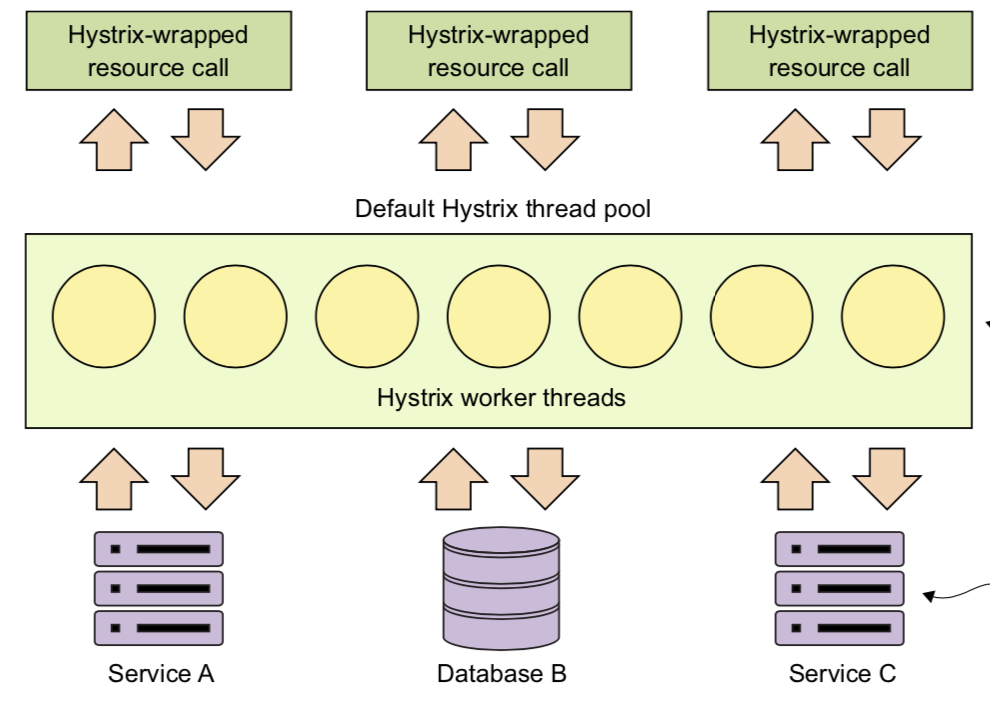 Hystrix-wrapped
resource call
Hystrix-wrapped
resource call
Hystrix-wrapped
resource call
Default Hystrix thread pool
Hystrix worker threads
Service A
Database B
Service C